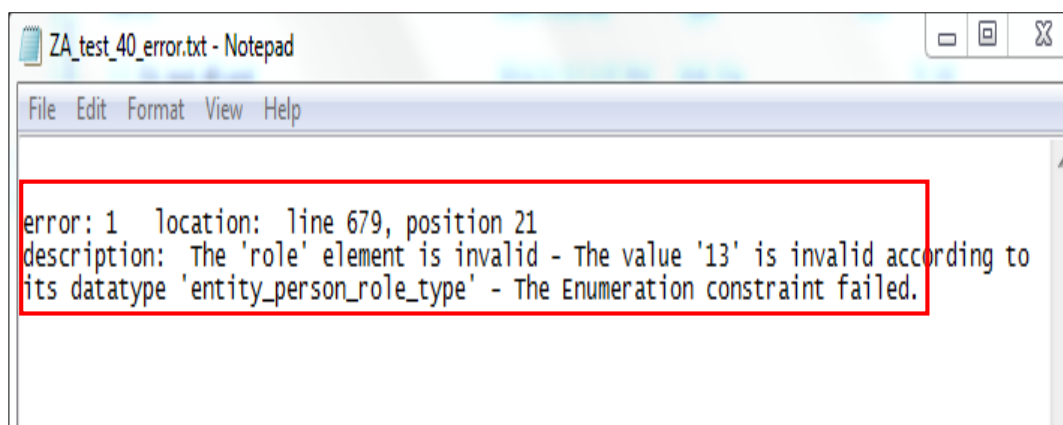 ZA_test_40_error.txt - Notepad
File Edit Format View Help
error: 1 location: line 679, position 21
description: The 'role' element is invalid - The value '13' is invalid according to
its datatype 'entity_person_role_type' - The Enumeration constraint failed.